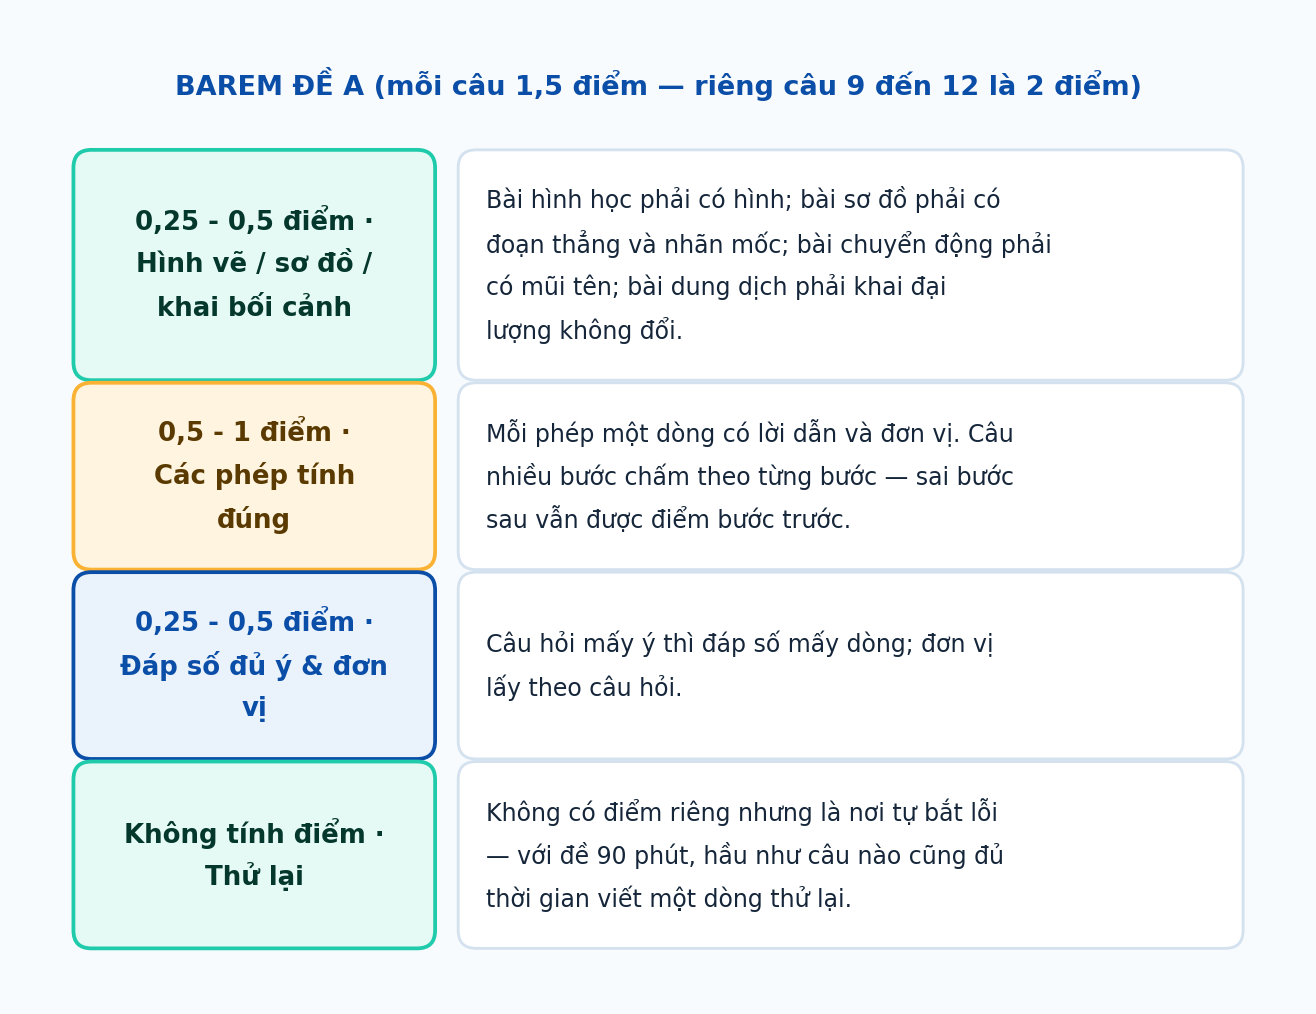 BAREM ĐỀ A (mỗi câu 1,5 điểm — riêng câu 9 đến 12 là 2 điểm)
0,25 - 0,5 điểm ·
Hình vẽ / sơ đồ /
khai bối cảnh
Bài hình học phải có hình; bài sơ đồ phải có
đoạn thẳng và nhãn mốc; bài chuyển động phải
có mũi tên; bài dung dịch phải khai đại
lượng không đổi.
0,5 - 1 điểm ·
Các phép tính
đúng
Mỗi phép một dòng có lời dẫn và đơn vị. Câu
nhiều bước chấm theo từng bước — sai bước
sau vẫn được điểm bước trước.
0,25 - 0,5 điểm ·
Đáp số đủ ý & đơn
vị
Câu hỏi mấy ý thì đáp số mấy dòng; đơn vị
lấy theo câu hỏi.
Không tính điểm ·
Thử lại
Không có điểm riêng nhưng là nơi tự bắt lỗi
— với đề 90 phút, hầu như câu nào cũng đủ
thời gian viết một dòng thử lại.